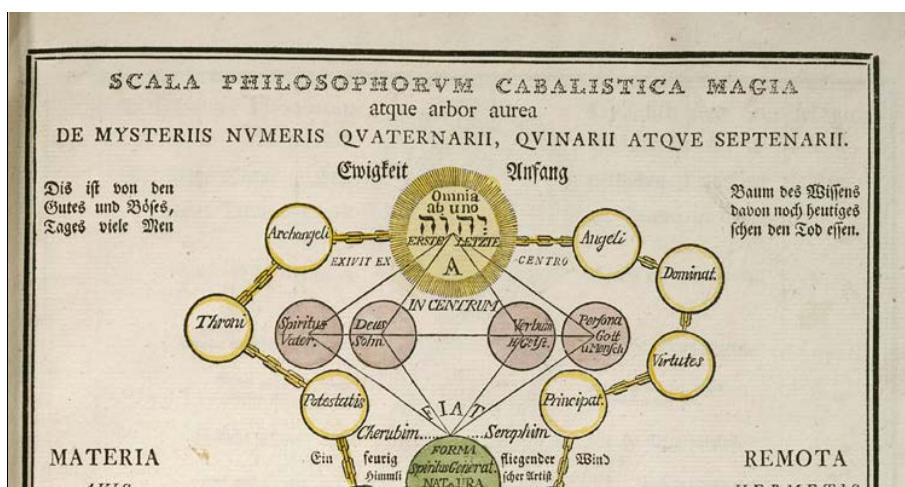 SCALA PHILOSOPHORVM CABALISTICA MAGIA
atque arbor aurea
DE MYSTERIIS NVMERIS QVATERNARII, QVINARII ATQVE SEPTENARII.
Ewigkeit Anfang
Dis ist von den
Gutes und Böses,
Tages viele Men
Baum des Wissens
davon noch heutiges
schen den Tod essen.
Omnia
ab uno
יהוה
ERSTE LETZTE
A
Archangeli
Angeli
EXIVIT EX CENTRO
IN CENTRUM
Dominat.
Throni
Spiritus
Vater.
Deus
Sohn.
Verbum
H. Geist.
Persona
Gott
u Mensch
Virtutes
Potestatis
Principat.
FIAT
Cherubim..... .....Seraphim
MATERIA
REMOTA
Ein feurig fliegender Wind
Himmli scher Artist
FORMA
Spiritus Generat.
NATURA
AVIS
HERMETIS